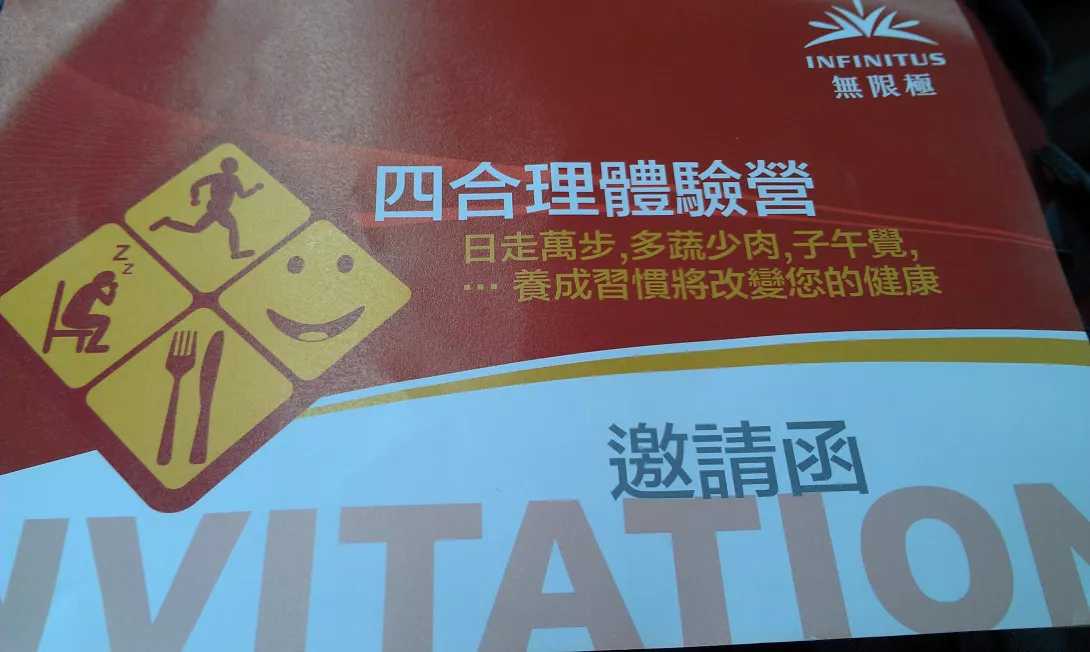 INFINITUS
無限極
四合理體驗營
日走萬步,多蔬少肉,子午覺,
... 養成習慣將改變您的健康
z z
邀請函
INVITATION